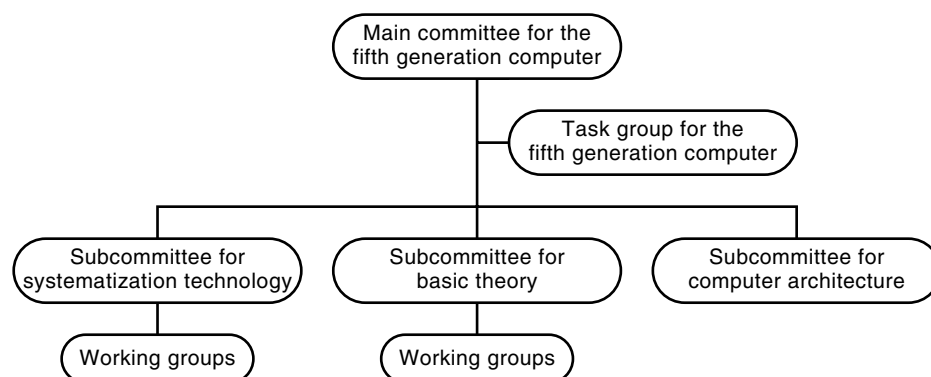 Main committee for the
fifth generation computer
Task group for the
fifth generation computer
Subcommittee for
systematization technology
Subcommittee for
basic theory
Subcommittee for
computer architecture
Working groups
Working groups